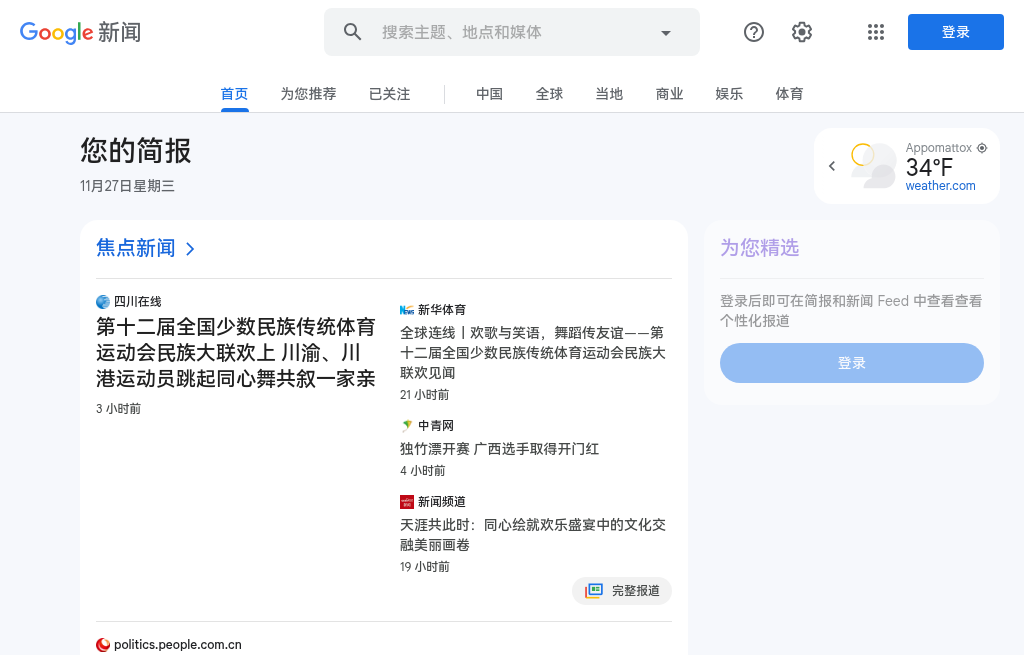 Google 新闻
搜索主题、地点和媒体
登录
首页
为您推荐
已关注
中国
全球
当地
商业
娱乐
体育
您的简报
11月27日星期三
Appomattox
34°F
weather.com
焦点新闻
四川在线
第十二届全国少数民族传统体育
运动会民族大联欢上 川渝、川
港运动员跳起同心舞共叙一家亲
3 小时前
新华体育
全球连线丨欢歌与笑语，舞蹈传友谊——第
十二届全国少数民族传统体育运动会民族大
联欢见闻
21 小时前
中青网
独竹漂开赛 广西选手取得开门红
4 小时前
新闻频道
天涯共此时：同心绘就欢乐盛宴中的文化交
融美丽画卷
19 小时前
完整报道
politics.people.com.cn
为您精选
登录后即可在简报和新闻 Feed 中查看查看
个性化报道
登录